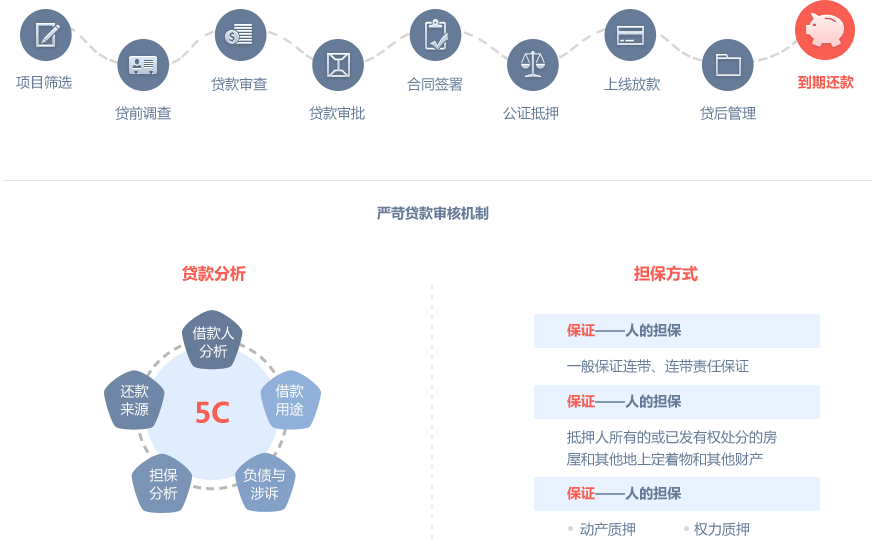 项目筛选
贷前调查
贷款审查
贷款审批
合同签署
公证抵押
上线放款
贷后管理
到期还款
严苛贷款审核机制
贷款分析
借款人
分析
借款
用途
负债与
涉诉
担保
分析
还款
来源
5C
担保方式
保证——人的担保
一般保证连带、连带责任保证
保证——人的担保
抵押人所有的或已发有权处分的房
屋和其他地上定着物和其他财产
保证——人的担保
• 动产质押 • 权力质押